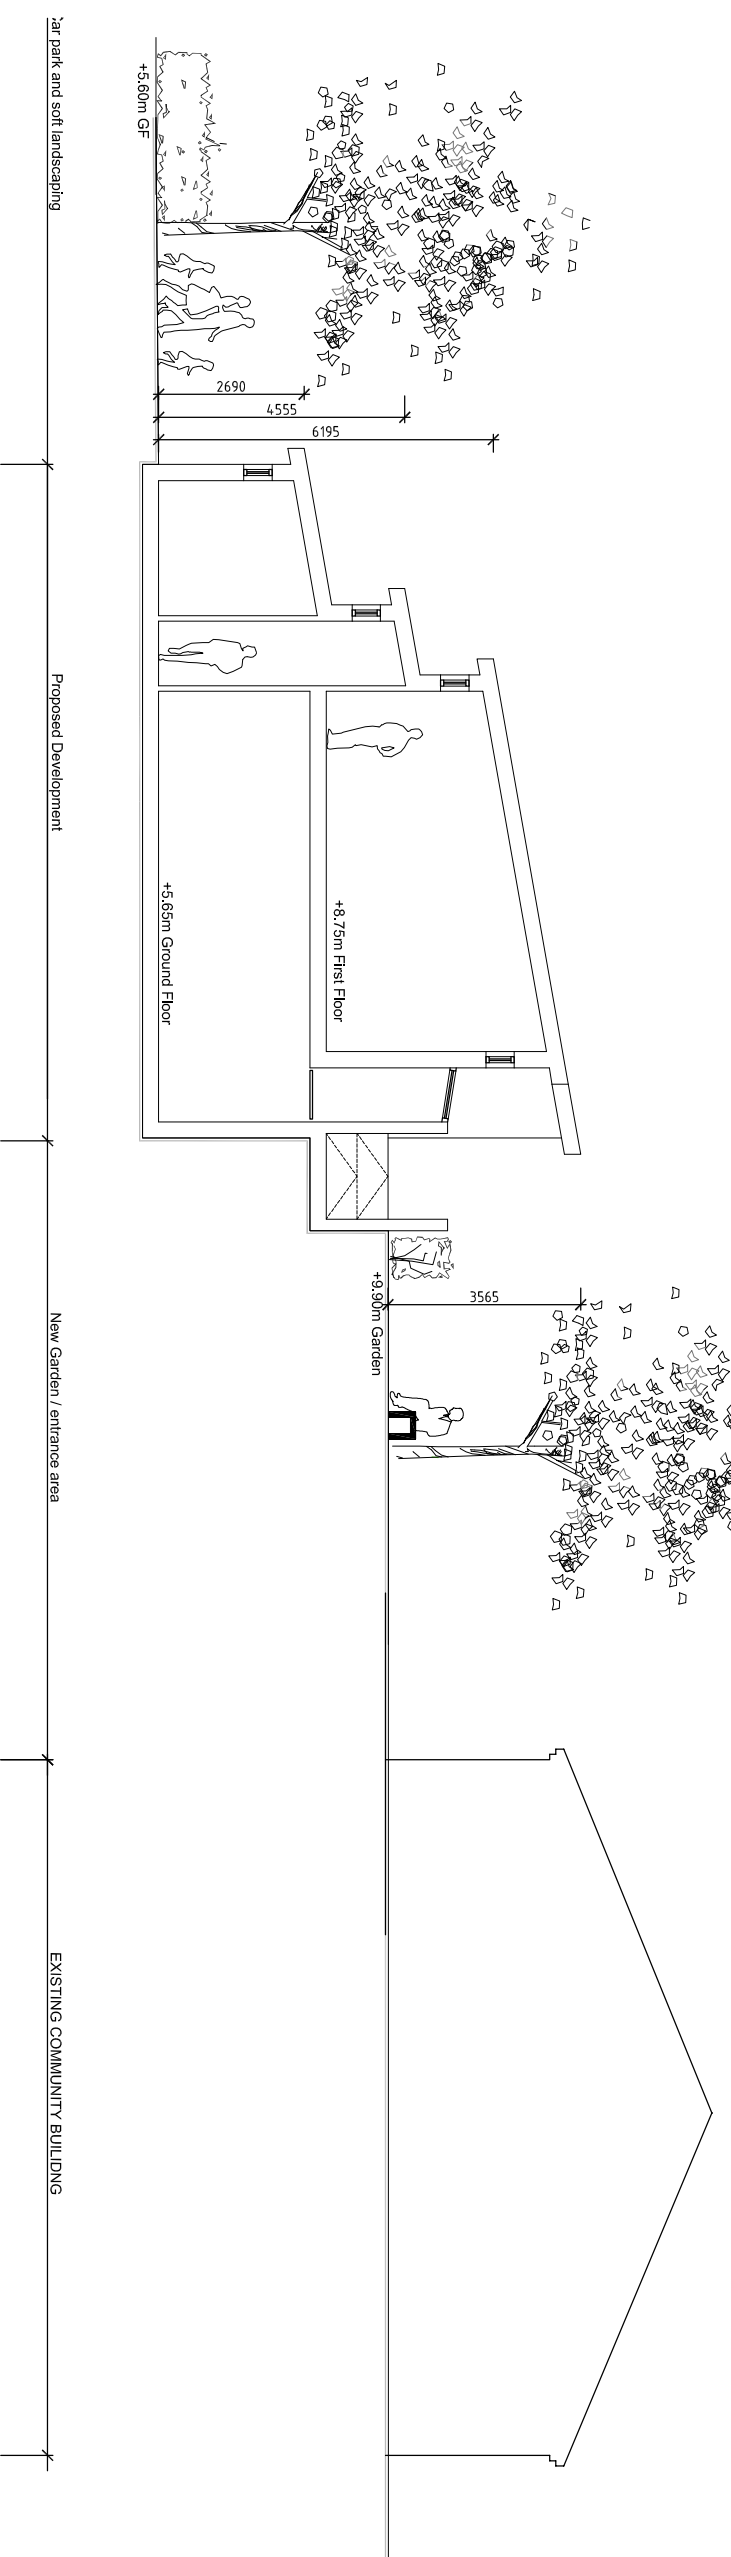 ar park and soft landscaping
+5.60m GF
2690
4555
6195
Proposed Development
+5.65m Ground Floor
+8.75m First Floor
+9.90m Garden
3565
New Garden / entrance area
EXISTING COMMUNITY BUILIDNG